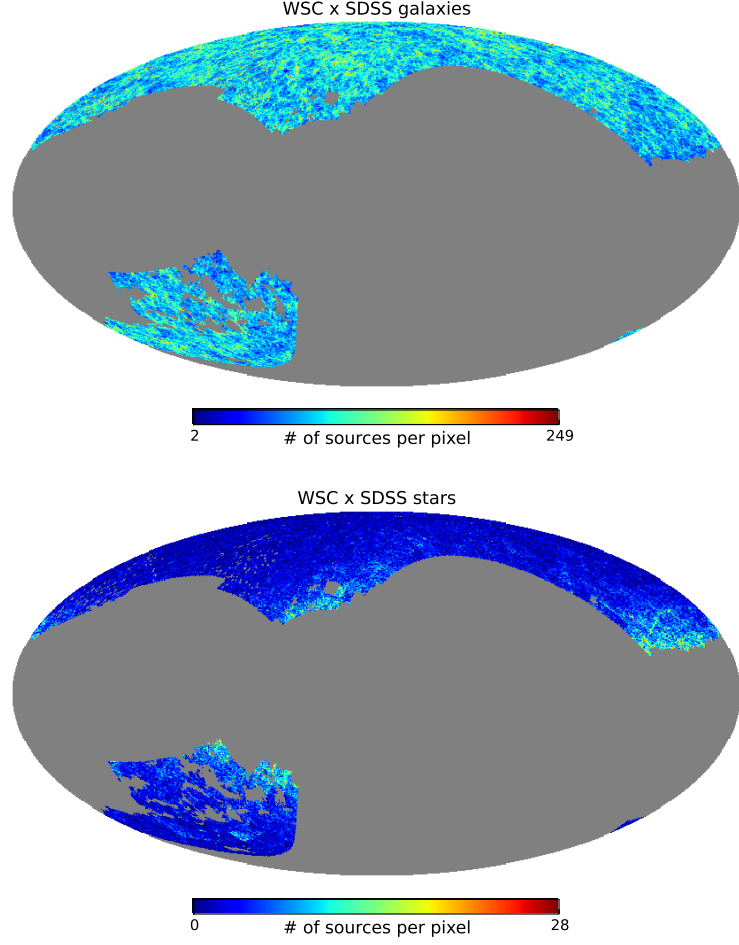 WSC x SDSS galaxies
2 249
# of sources per pixel
WSC x SDSS stars
0 28
# of sources per pixel